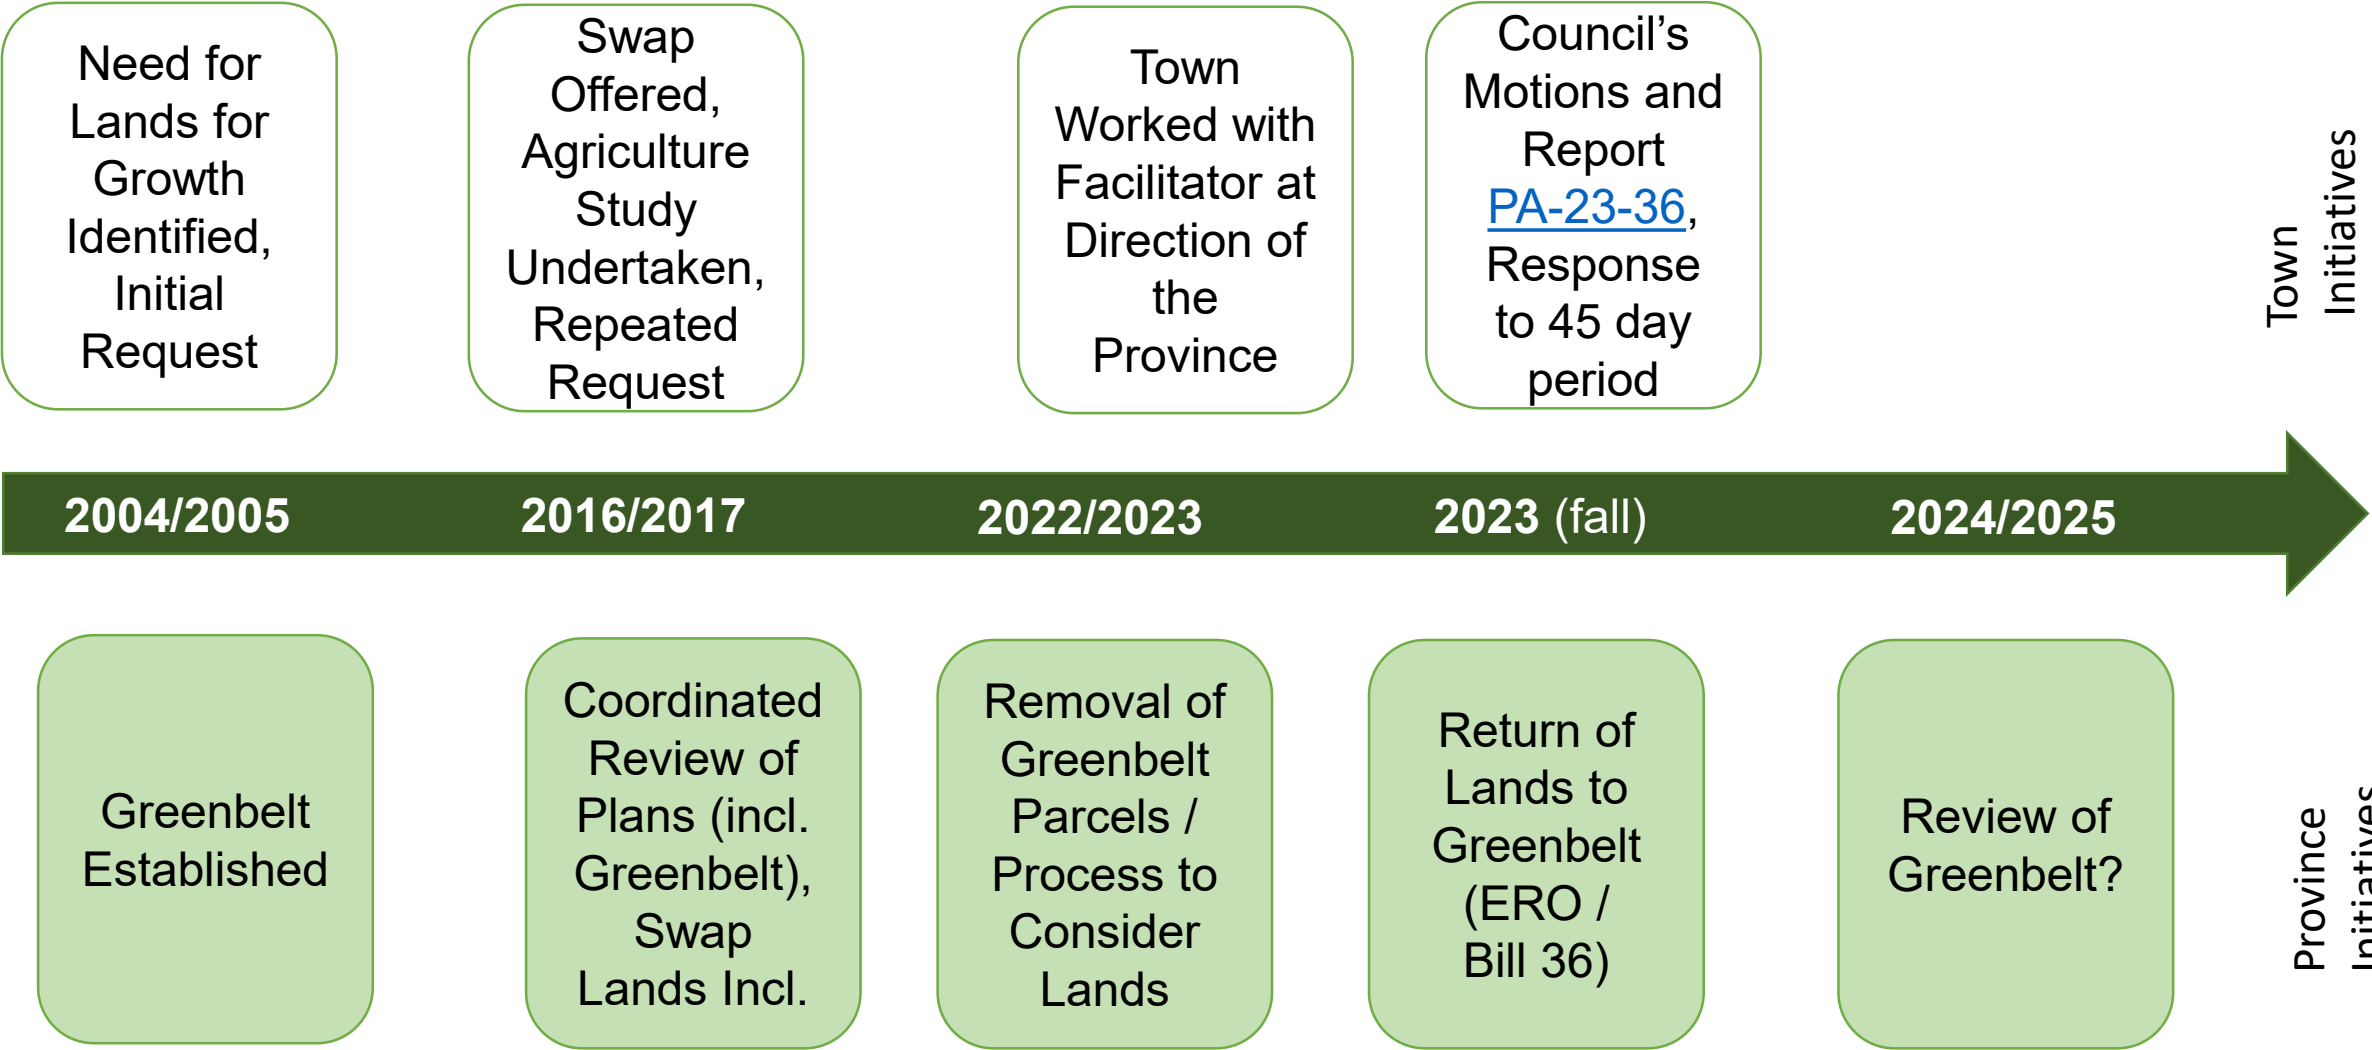 Need for
Lands for
Growth
Identified,
Initial
Request
Swap
Offered,
Agriculture
Study
Undertaken,
Repeated
Request
Town
Worked with
Facilitator at
Direction of
the
Province
Council’s
Motions and
Report
PA-23-36,
Response
to 45 day
period
Town
Initiatives
2004/2005
2016/2017
2022/2023
2023 (fall)
2024/2025
Greenbelt
Established
Coordinated
Review of
Plans (incl.
Greenbelt),
Swap
Lands Incl.
Removal of
Greenbelt
Parcels /
Process to
Consider
Lands
Return of
Lands to
Greenbelt
(ERO /
Bill 36)
Review of
Greenbelt?
Province
Initiatives